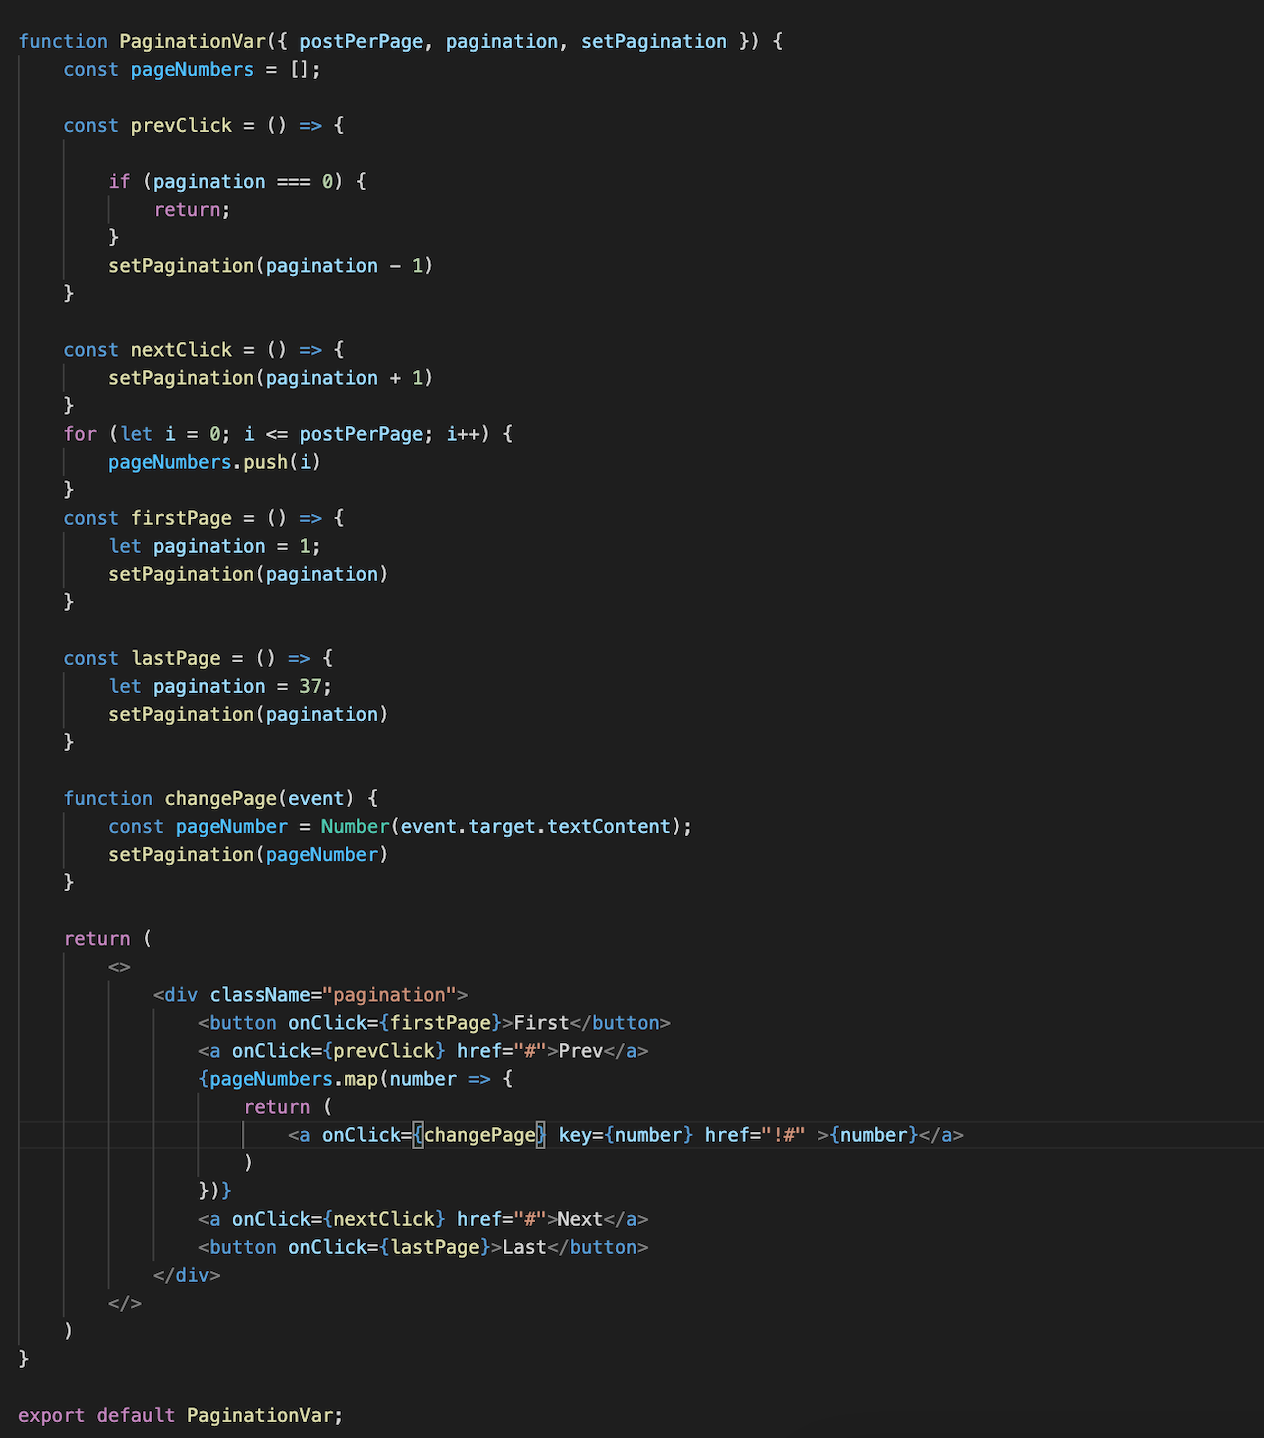 function PaginationVar({ postPerPage, pagination, setPagination }) {
    const pageNumbers = [];

    const prevClick = () => {

        if (pagination === 0) {
            return;
        }
        setPagination(pagination - 1)
    }

    const nextClick = () => {
        setPagination(pagination + 1)
    }
    for (let i = 0; i <= postPerPage; i++) {
        pageNumbers.push(i)
    }
    const firstPage = () => {
        let pagination = 1;
        setPagination(pagination)
    }

    const lastPage = () => {
        let pagination = 37;
        setPagination(pagination)
    }

    function changePage(event) {
        const pageNumber = Number(event.target.textContent);
        setPagination(pageNumber)
    }

    return (
        <>
            <div className="pagination">
                <button onClick={firstPage}>First</button>
                <a onClick={prevClick} href="#">Prev</a>
                {pageNumbers.map(number => {
                    return (
                        <a onClick={changePage} key={number} href="!#" >{number}</a>
                    )
                })}
                <a onClick={nextClick} href="#">Next</a>
                <button onClick={lastPage}>Last</button>
            </div>
        </>
    )
}

export default PaginationVar;